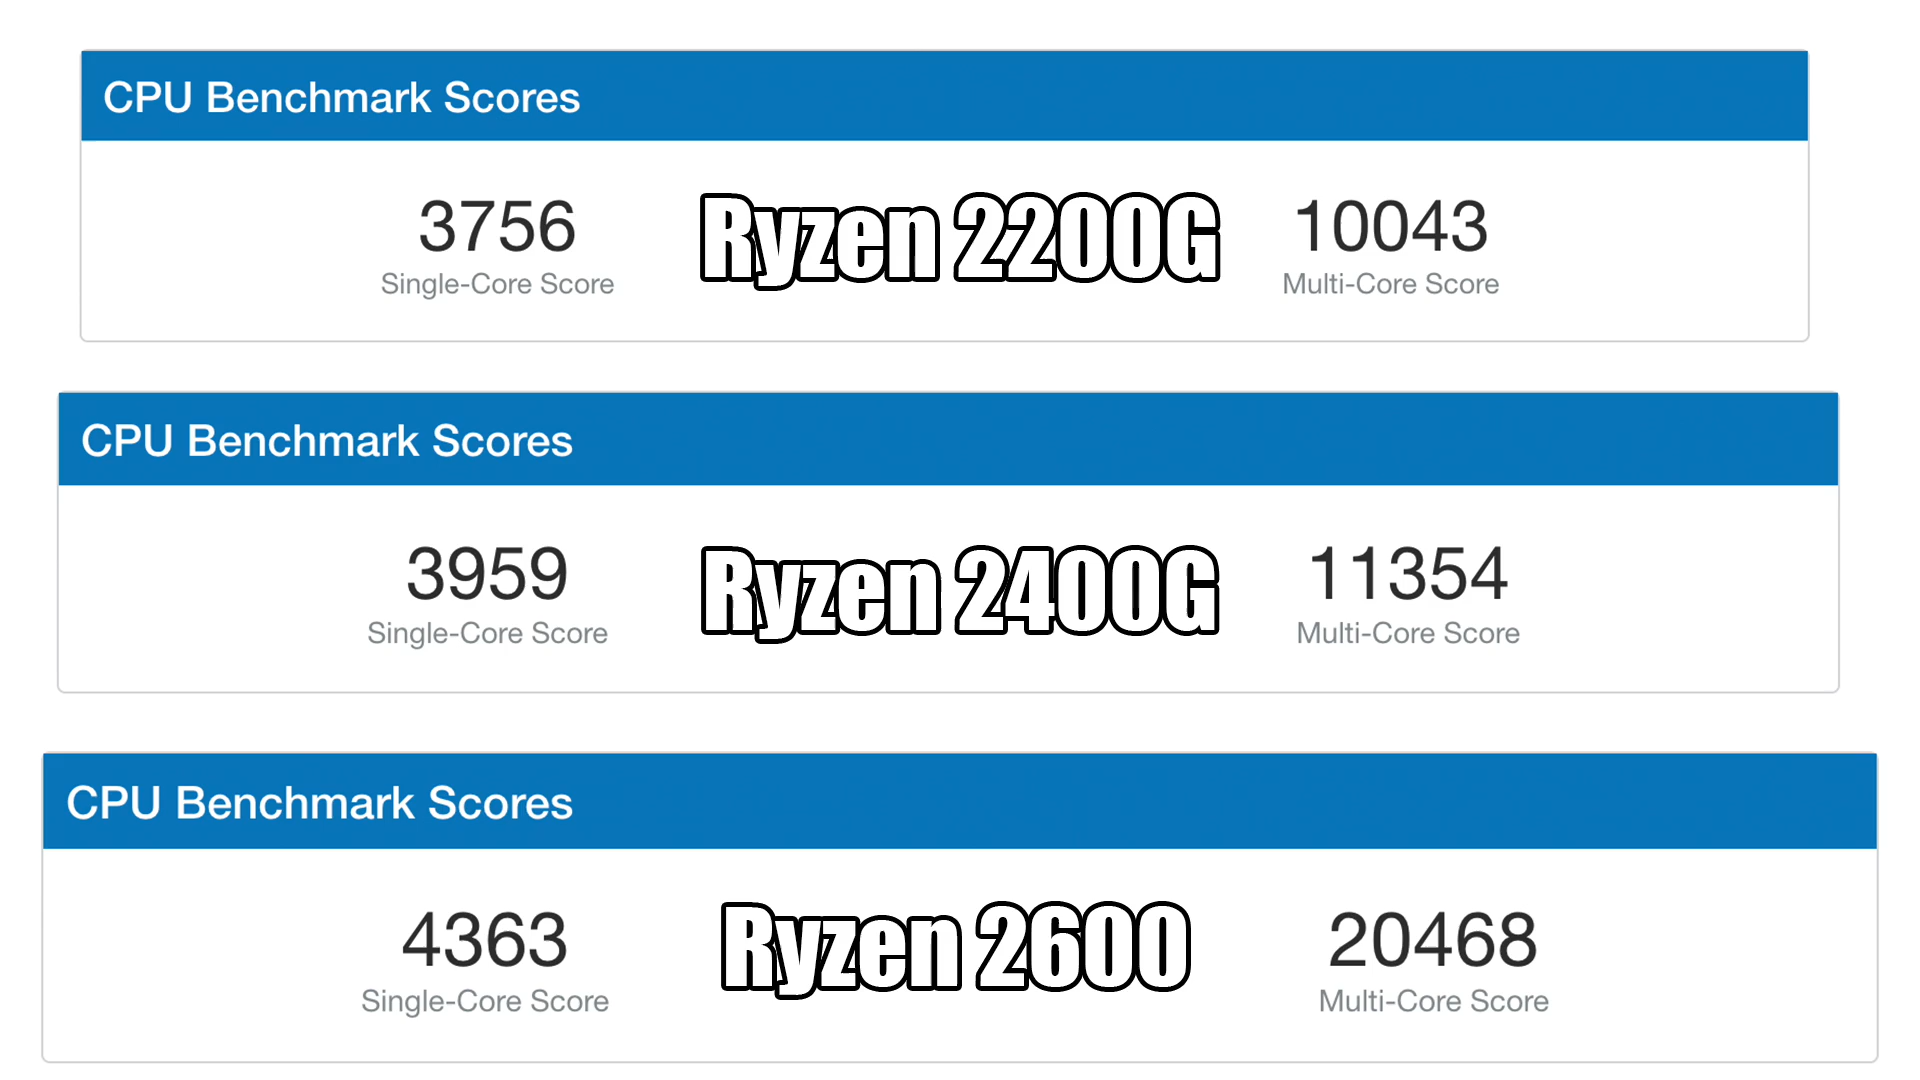 CPU Benchmark Scores
3756 Ryzen 2200G 10043
Single-Core Score Multi-Core Score
CPU Benchmark Scores
3959 Ryzen 2400G 11354
Single-Core Score Multi-Core Score
CPU Benchmark Scores
4363 Ryzen 2600 20468
Single-Core Score Multi-Core Score